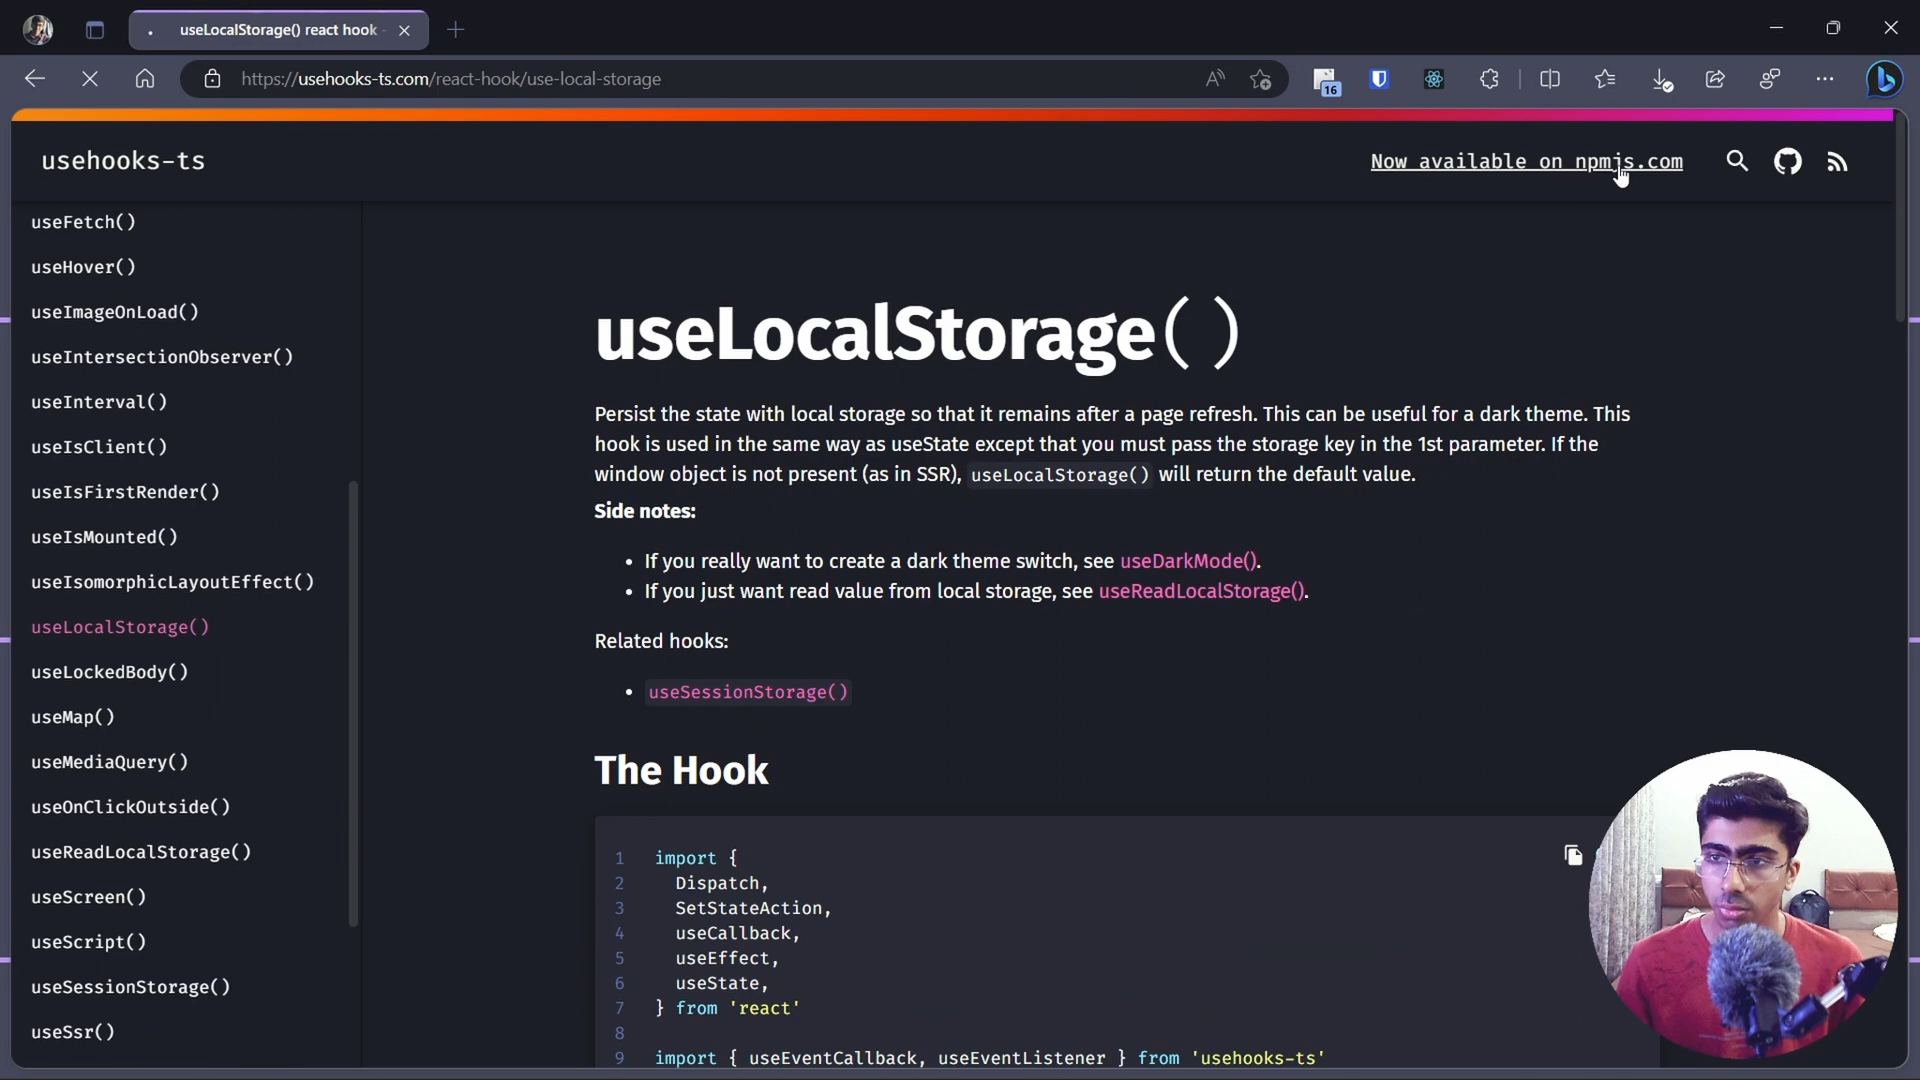 useLocalStorage() react hook -
https://usehooks-ts.com/react-hook/use-local-storage
16
usehooks-ts
Now available on npmjs.com
useFetch()
useHover()
useImageOnLoad()
useIntersectionObserver()
useInterval()
useIsClient()
useIsFirstRender()
useIsMounted()
useIsomorphicLayoutEffect()
useLocalStorage()
useLockedBody()
useMap()
useMediaQuery()
useOnClickOutside()
useReadLocalStorage()
useScreen()
useScript()
useSessionStorage()
useSsr()
useLocalStorage()
Persist the state with local storage so that it remains after a page refresh. This can be useful for a dark theme. This
hook is used in the same way as useState except that you must pass the storage key in the 1st parameter. If the
window object is not present (as in SSR), useLocalStorage() will return the default value.
Side notes:
• If you really want to create a dark theme switch, see useDarkMode().
• If you just want read value from local storage, see useReadLocalStorage().
Related hooks:
• useSessionStorage()
The Hook
1 import {
2 Dispatch,
3 SetStateAction,
4 useCallback,
5 useEffect,
6 useState,
7 } from 'react'
8
9 import { useEventCallback, useEventListener } from 'usehooks-ts'